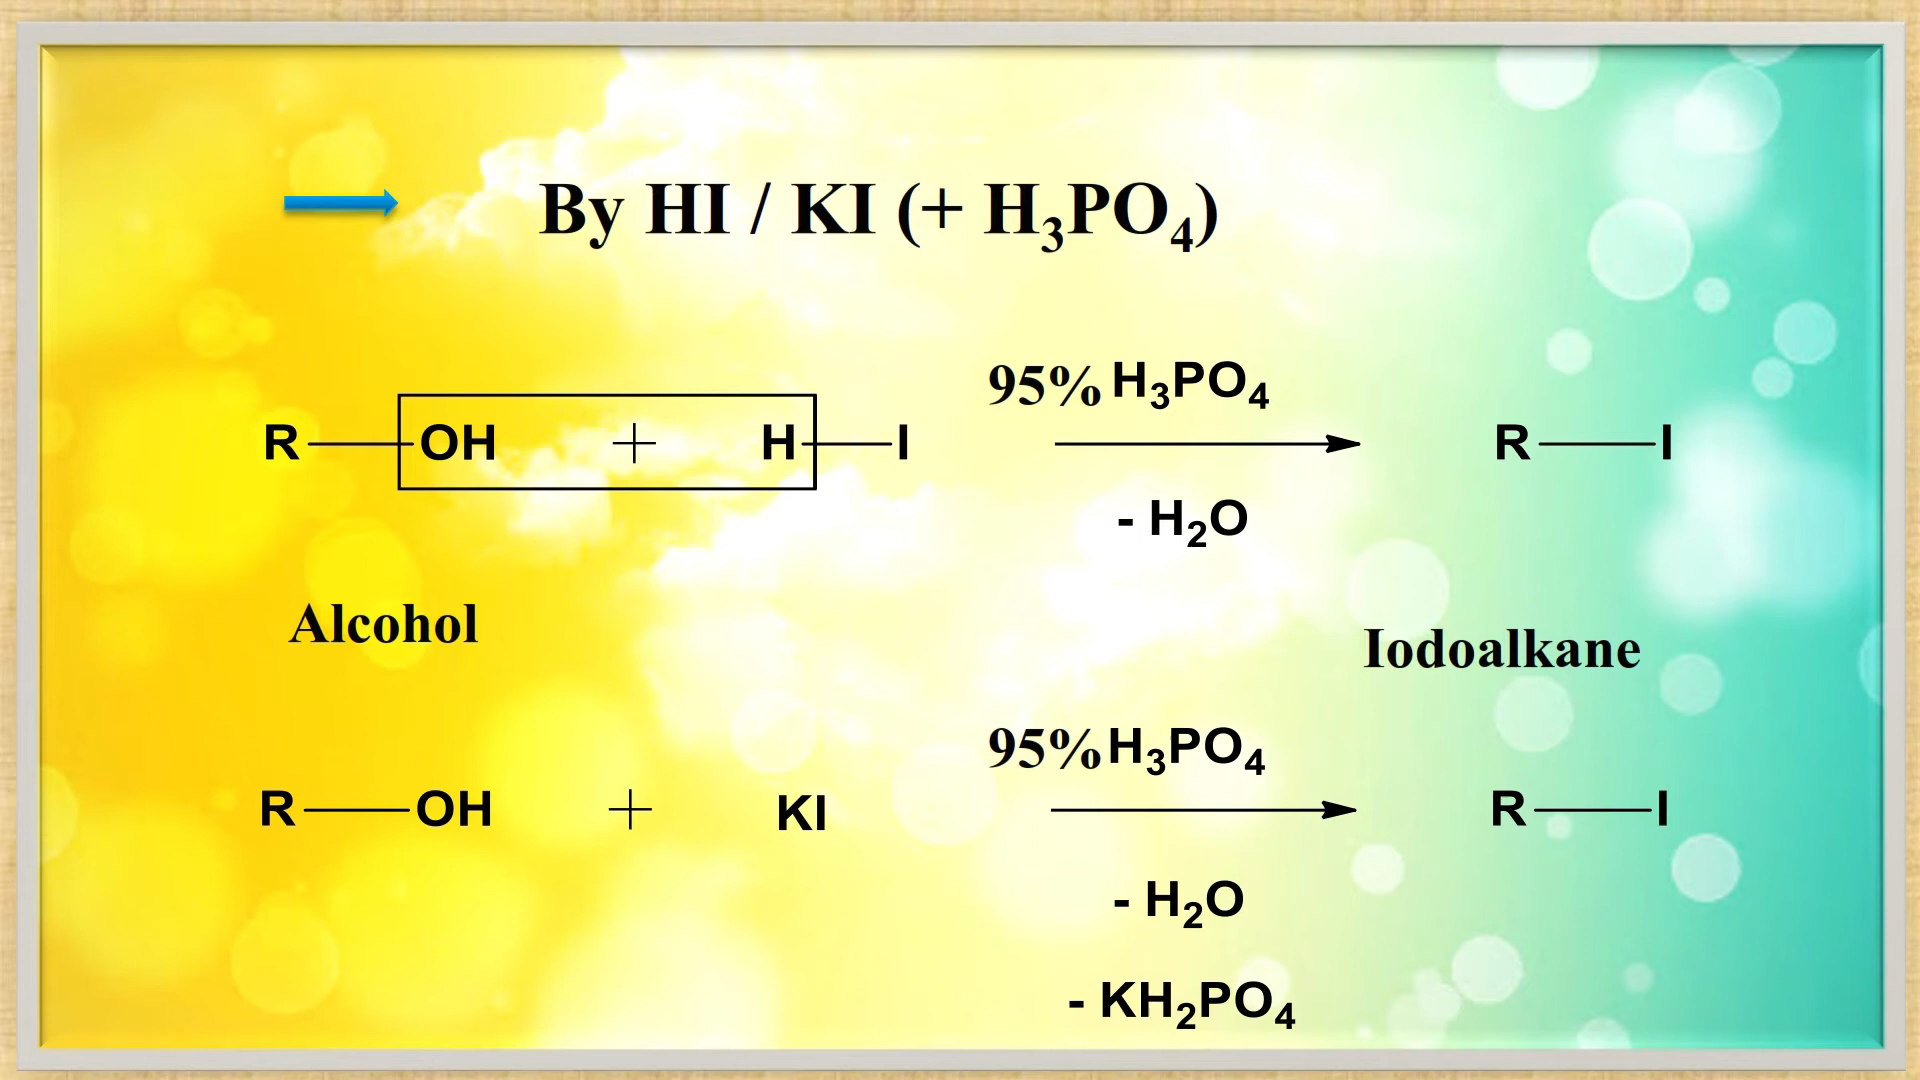 By HI / KI (+ H₃PO₄)
95% H₃PO₄
R—OH + H—I R—I
- H₂O
Alcohol
Iodoalkane
95% H₃PO₄
R—OH + KI R—I
- H₂O
- KH₂PO₄